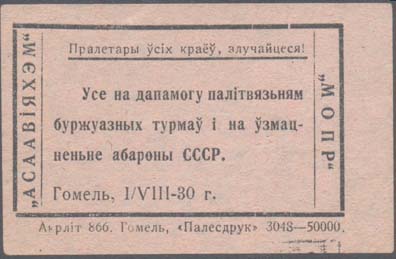 Пралетары ўсіх краёў, злучайцеся!
„АСААВІЯХЭМ"
Усе на дапамогу палітвязьням
буржуазных турмаў і на ўзмац-
неньне абароны СССР.
Гомель, I/VIII-30 г.
„МОПР"
Акрліт 866. Гомель, «Палесдрук» 3048—50000.